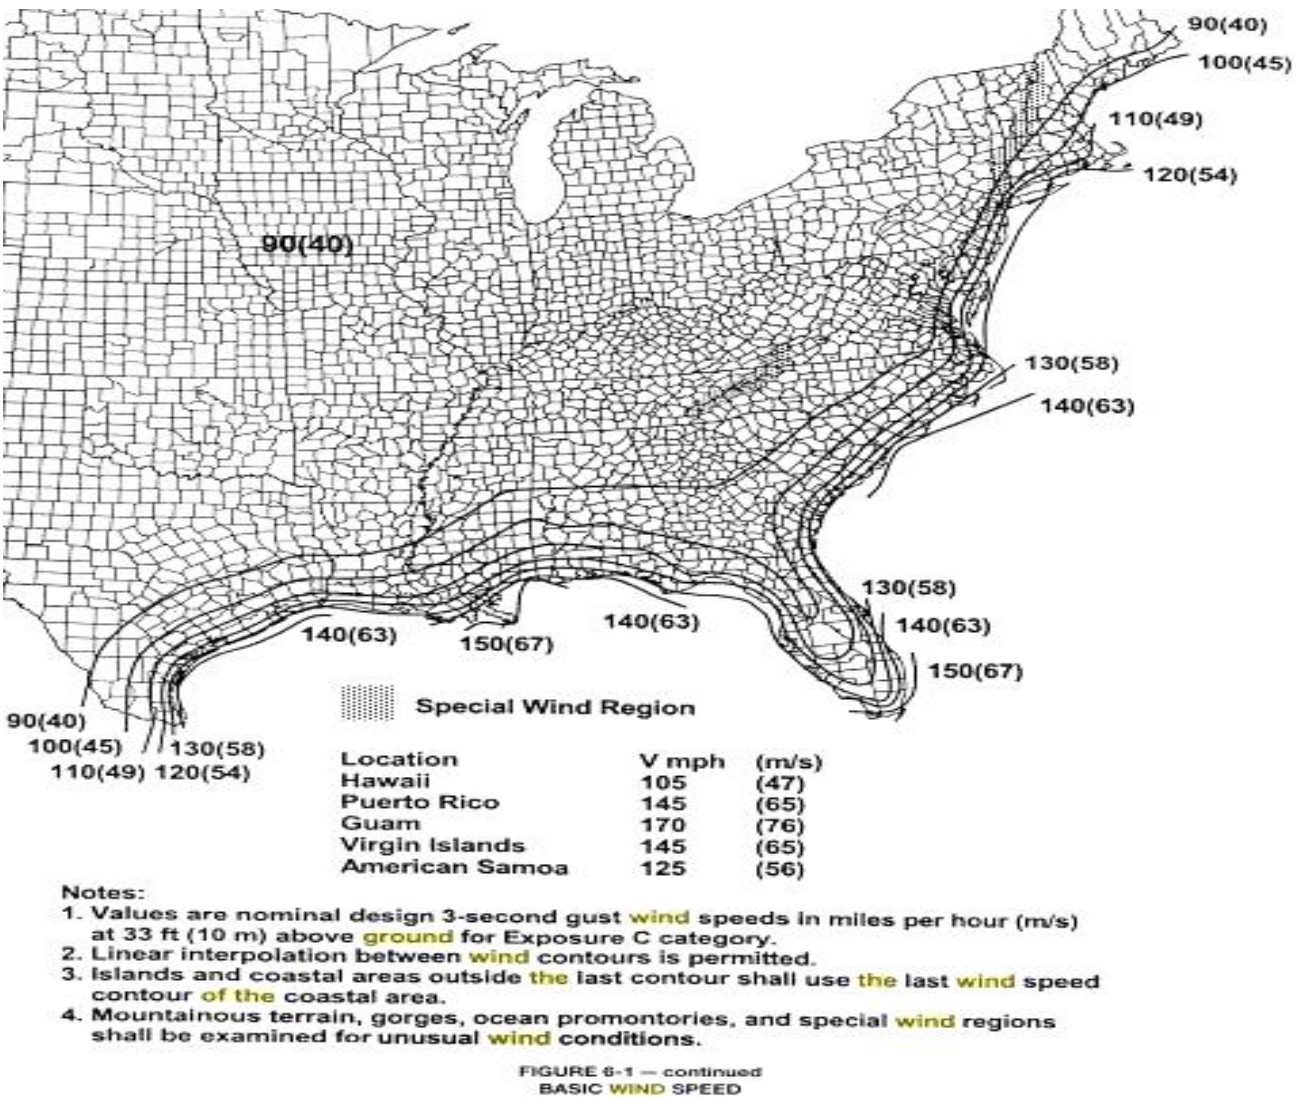 90(40)
100(45)
110(49)
120(54)
90(40)
130(58)
140(63)
130(58)
140(63)
140(63)
140(63)
150(67)
150(67)
90(40)
100(45)
130(58)
110(49)
120(54)
Special Wind Region
Location V mph (m/s)
Hawaii 105 (47)
Puerto Rico 145 (65)
Guam 170 (76)
Virgin Islands 145 (65)
American Samoa 125 (56)
Notes:
1. Values are nominal design 3-second gust wind speeds in miles per hour (m/s)
at 33 ft (10 m) above ground for Exposure C category.
2. Linear interpolation between wind contours is permitted.
3. Islands and coastal areas outside the last contour shall use the last wind speed
contour of the coastal area.
4. Mountainous terrain, gorges, ocean promontories, and special wind regions
shall be examined for unusual wind conditions.
FIGURE 6-1 — continued
BASIC WIND SPEED